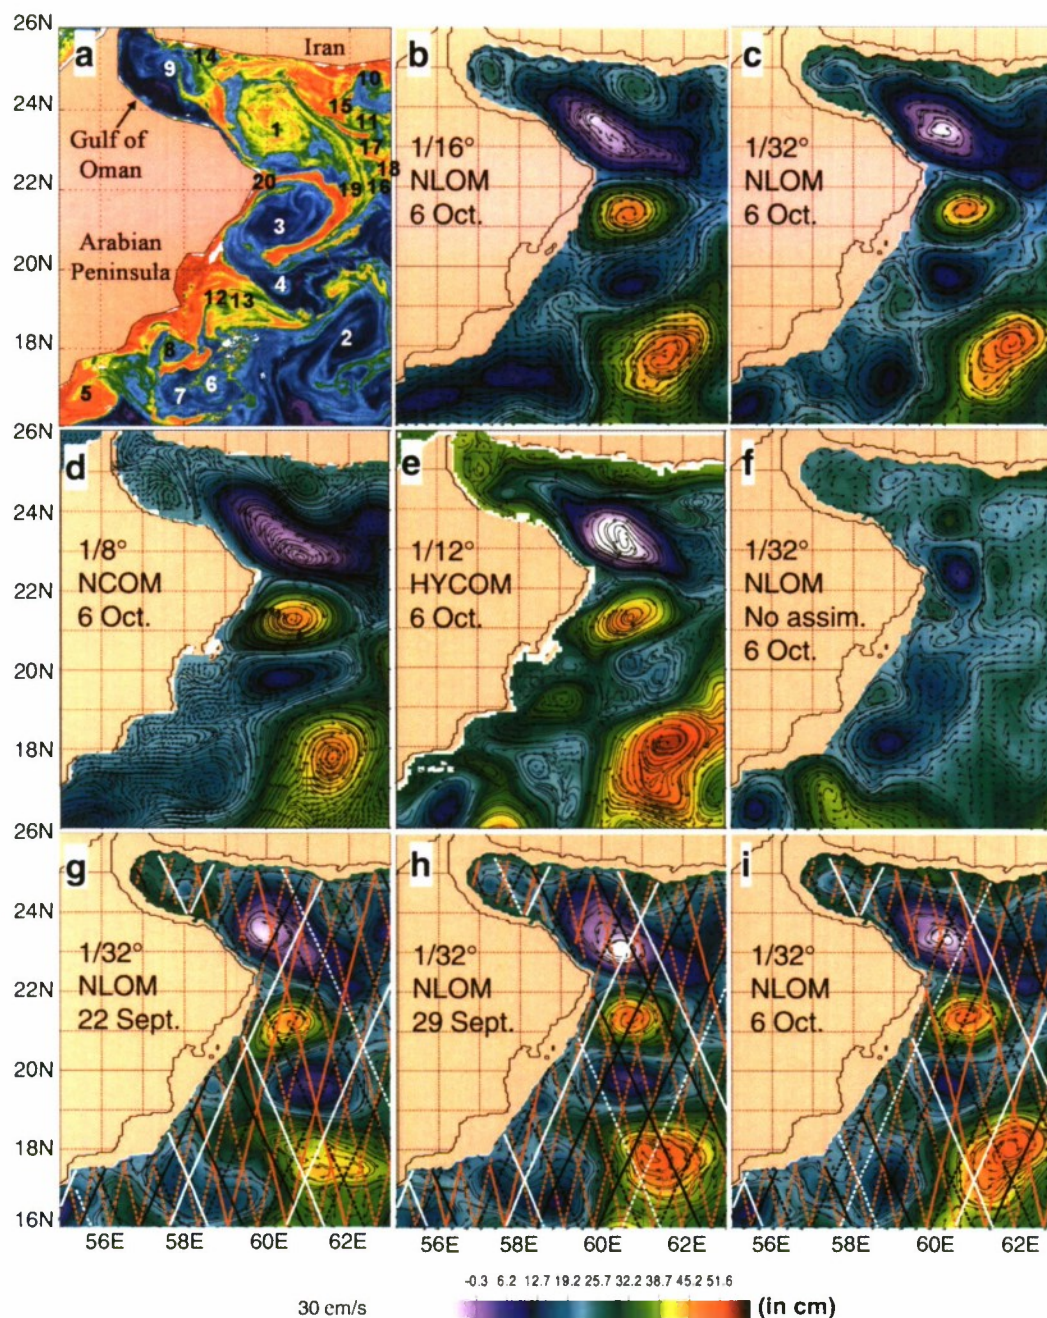 26N
24N
22N
20N
18N
a
Iran
14
9
10
15
11
1
17
18
20
19
16
3
4
12
13
2
8
6
5
7
Gulf of
Oman
Arabian
Peninsula
b
1/16°
NLOM
6 Oct.
c
1/32°
NLOM
6 Oct.
26N
24N
22N
20N
18N
d
1/8°
NCOM
6 Oct.
e
1/12°
HYCOM
6 Oct.
f
1/32°
NLOM
No assim.
6 Oct.
26N
24N
22N
20N
18N
16N
g
1/32°
NLOM
22 Sept.
h
1/32°
NLOM
29 Sept.
i
1/32°
NLOM
6 Oct.
56E 58E 60E 62E 56E 58E 60E 62E 56E 58E 60E 62E
-0.3 6.2 12.7 19.2 25.7 32.2 38.7 45.2 51.6
30 cm/s
(in cm)